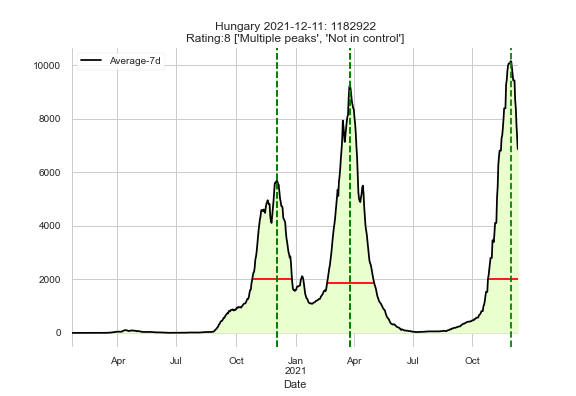 Hungary 2021-12-11: 1182922
Rating:8 ['Multiple peaks', 'Not in control']
Average-7d
10000
8000
6000
4000
2000
0
Apr
Jul
Oct
Jan
2021
Apr
Jul
Oct
Date